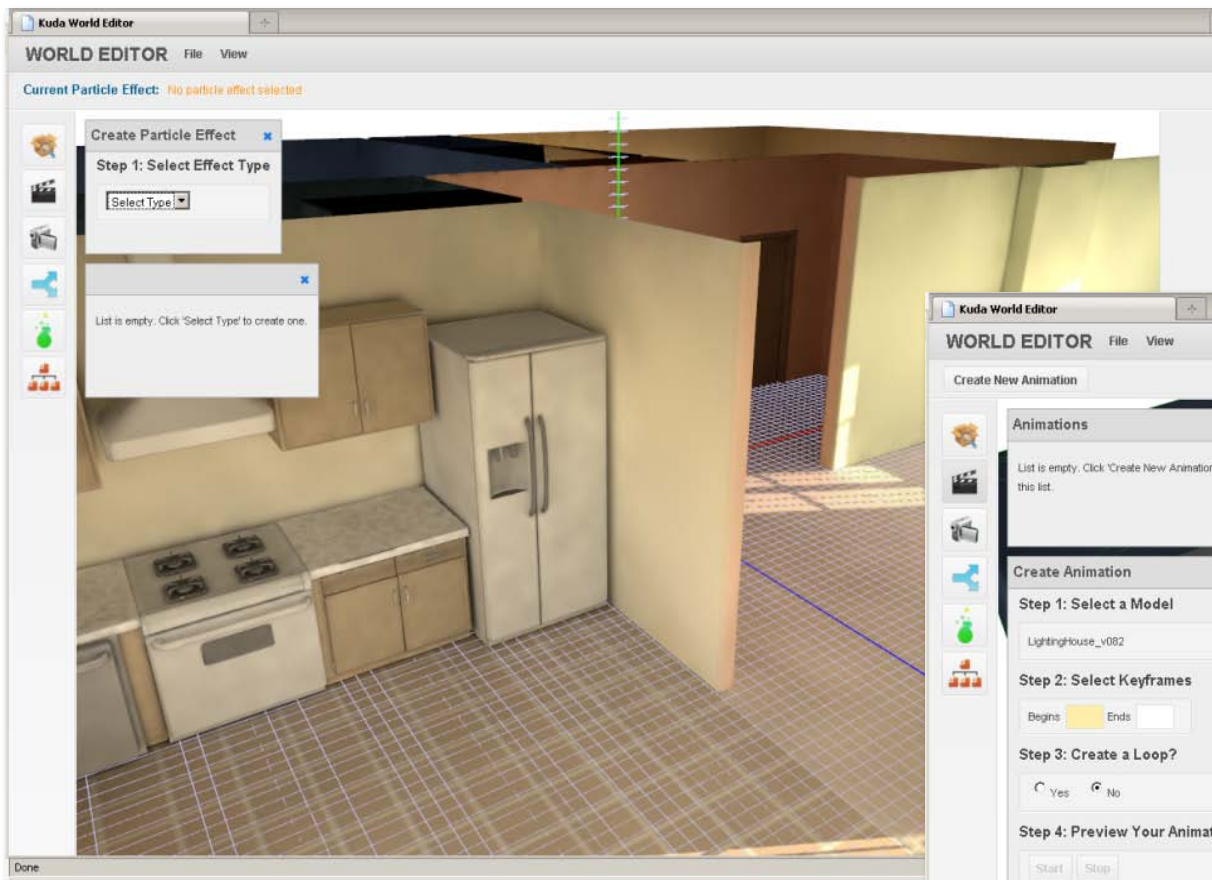 Kuda World Editor
WORLD EDITOR File View
Current Particle Effect: No particle effect selected
Create Particle Effect
Step 1: Select Effect Type
Select Type
List is empty. Click 'Select Type' to create one.
Done
Kuda World Editor
WORLD EDITOR File View
Create New Animation
Animations
List is empty. Click 'Create New Animation
this list.
Create Animation
Step 1: Select a Model
LightingHouse_v082
Step 2: Select Keyframes
Begins Ends
Step 3: Create a Loop?
Yes No
Step 4: Preview Your Animat
Start Stop